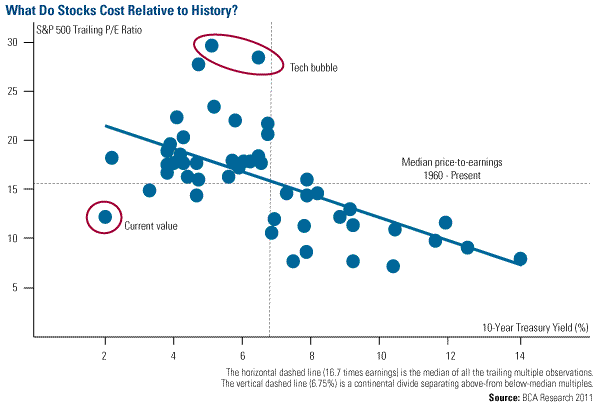 What Do Stocks Cost Relative to History?
S&P 500 Trailing P/E Ratio
30
Tech bubble
25
20
Median price-to-earnings
1960 - Present
15
Current value
10
5
10-Year Treasury Yield (%)
2 4 6 8 10 12 14
The horizontal dashed line (16.7 times earnings) is the median of all the trailing multiple observations.
The vertical dashed line (6.75%) is a continental divide separating above-from below-median multiples.
Source: BCA Research 2011